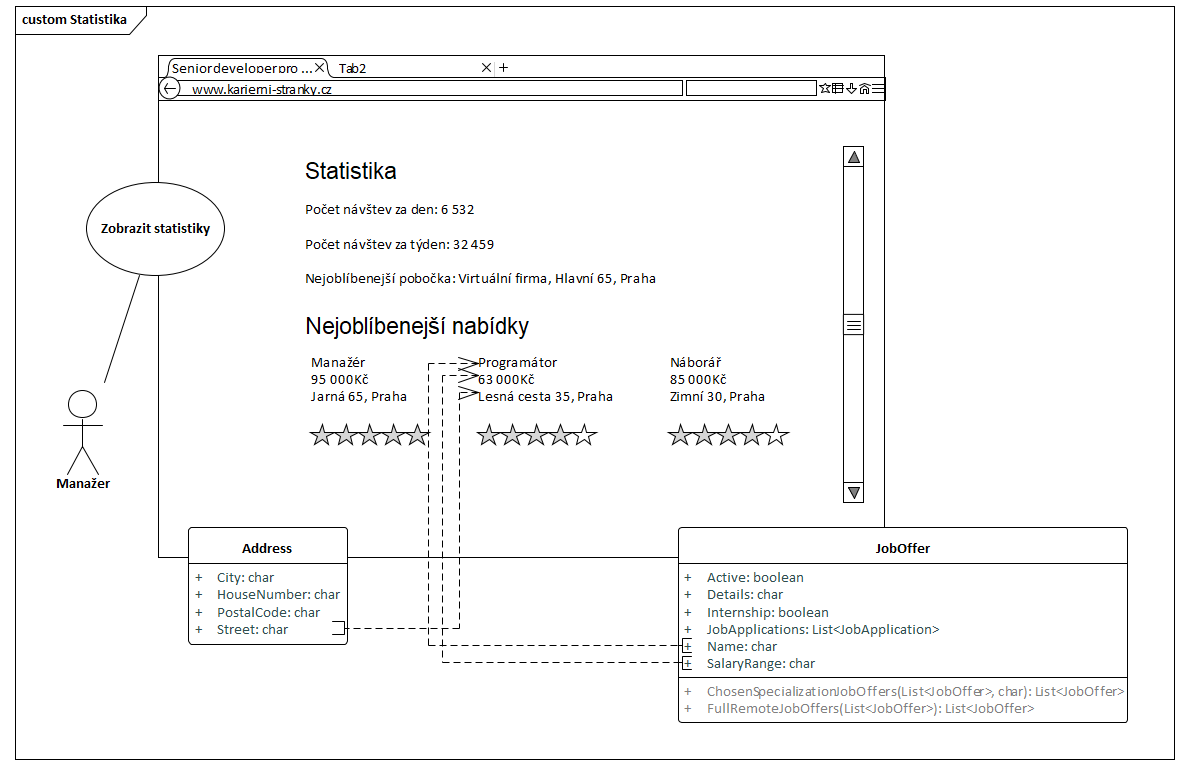 custom Statistika
Seniordeveloperpro ...
Tab2
www.kariemi-stranky.cz
Statistika
Počet návštev za den: 6 532
Zobrazit statistiky
Počet návštev za týden: 32 459
Nejoblíbenejší pobočka: Virtuální firma, Hlavní 65, Praha
Nejoblíbenejší nabídky
Manažér
95 000Kč
Jarná 65, Praha
Programátor
63 000Kč
Lesná cesta 35, Praha
Náborář
85 000Kč
Zimní 30, Praha
Manažer
Address
+ City: char
+ HouseNumber: char
+ PostalCode: char
+ Street: char
JobOffer
+ Active: boolean
+ Details: char
+ Internship: boolean
+ JobApplications: List<JobApplication>
+ Name: char
+ SalaryRange: char
+ ChosenSpecializationJobOffers(List<JobOffer>, char): List<JobOffer>
+ FullRemoteJobOffers(List<JobOffer>): List<JobOffer>